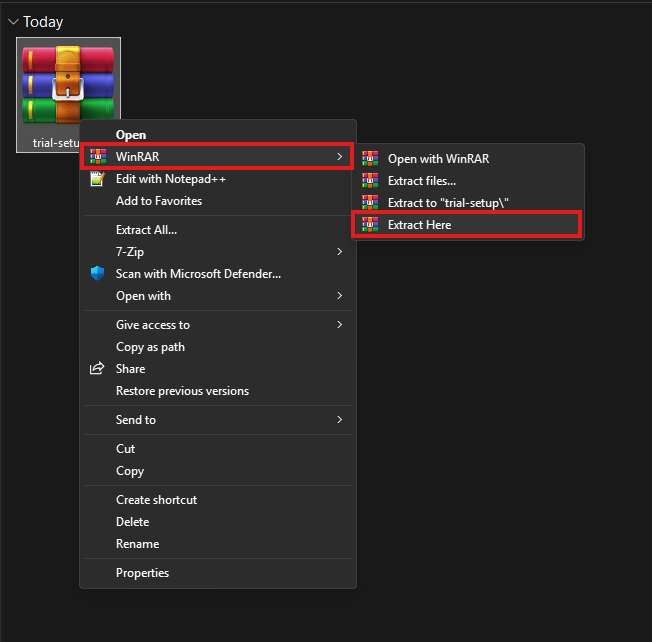 Today
trial-setu
Open
WinRAR
Edit with Notepad++
Add to Favorites
Extract All...
7-Zip
Scan with Microsoft Defender...
Open with
Give access to
Copy as path
Share
Restore previous versions
Send to
Cut
Copy
Create shortcut
Delete
Rename
Properties
Open with WinRAR
Extract files...
Extract to "trial-setup\"
Extract Here